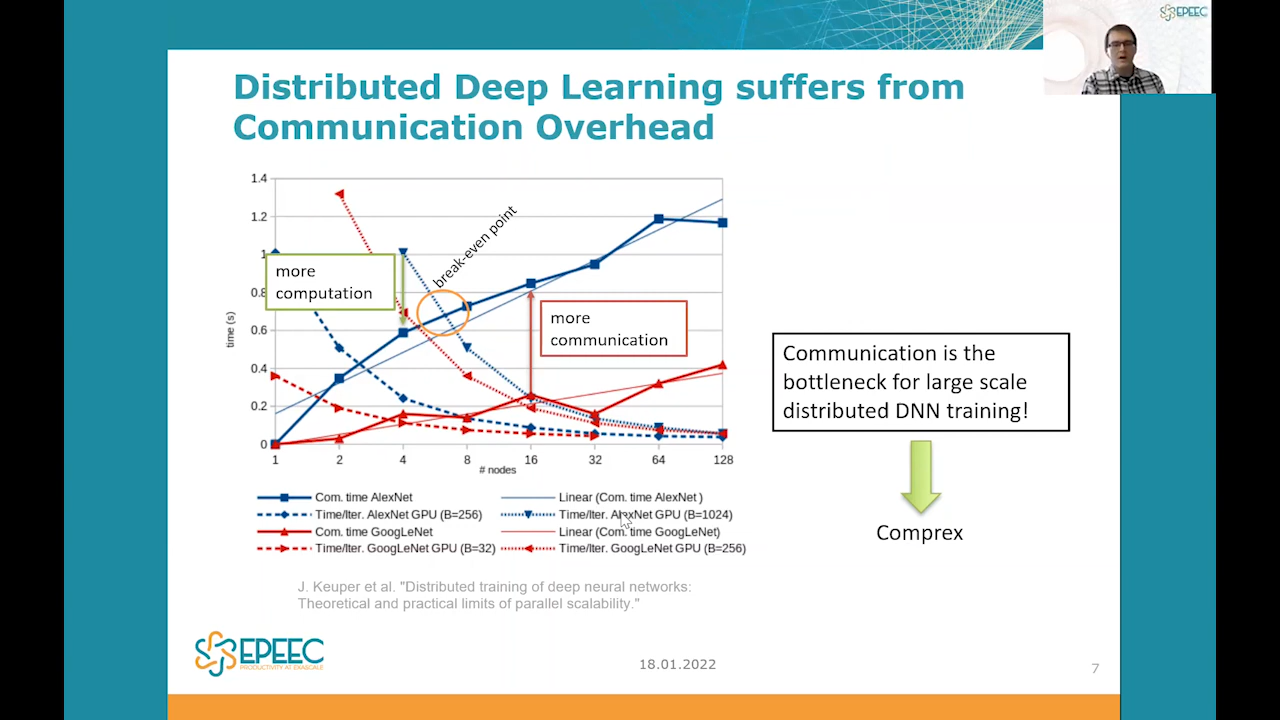 EPEEC
Distributed Deep Learning suffers from
Communication Overhead
1.4
1.2
1
0.8
0.6
0.4
0.2
0
time (s)
more
computation
break-even point
more
communication
1 2 4 8 16 32 64 128
# nodes
Com. time AlexNet
Linear (Com. time AlexNet )
Time/Iter. AlexNet GPU (B=256)
Time/Iter. AlexNet GPU (B=1024)
Com. time GoogLeNet
Linear (Com. time GoogLeNet)
Time/Iter. GoogLeNet GPU (B=32)
Time/Iter. GoogLeNet GPU (B=256)
Communication is the
bottleneck for large scale
distributed DNN training!
Comprex
J. Keuper et al. "Distributed training of deep neural networks:
Theoretical and practical limits of parallel scalability."
EPEEC
PRODUCTIVITY AT EXASCALE
18.01.2022
7